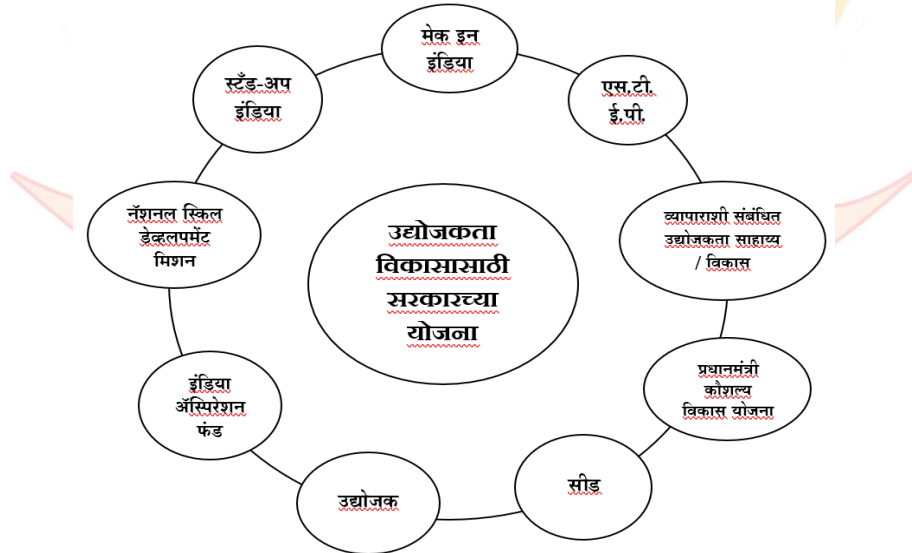 मेक इन
इंडिया
एस.टी.
ई.पी.
व्यापाराशी संबंधित
उद्योजकता साहाय्य
/ विकास
प्रधानमंत्री
कौशल्य
विकास योजना
सीड
उद्योजक
इंडिया
ॲस्पिरेशन
फंड
नॅशनल स्किल
डेव्हलपमेंट
मिशन
स्टँड-अप
इंडिया
उद्योजकता
विकासासाठी
सरकारच्या
योजना